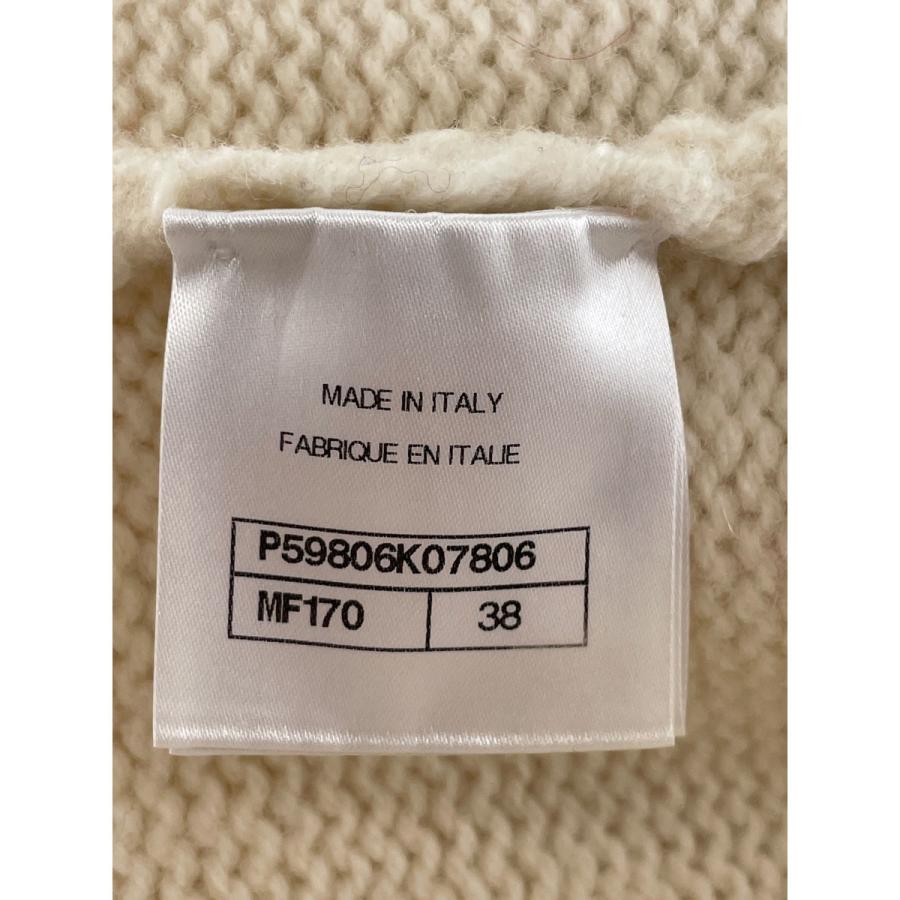 MADE IN ITALY
FABRIQUE EN ITALIE
P59806K07806
MF170 38